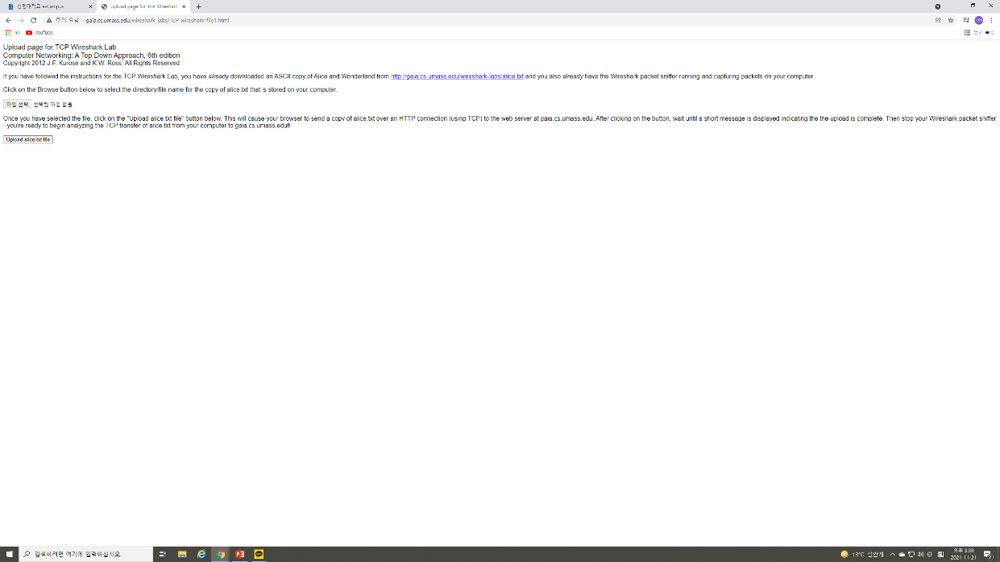 상명대학교 e-Campus
Upload page for TCP Wireshark
주의 요함
gaia.cs.umass.edu/wireshark-labs/TCP-wireshark-file1.html
앱
YouTube
읽기 목록
Upload page for TCP Wireshark Lab
Computer Networking: A Top Down Approach, 6th edition
Copyright 2012 J.F. Kurose and K.W. Ross, All Rights Reserved
If you have followed the instructions for the TCP Wireshark Lab, you have already downloaded an ASCII copy of Alice and Wonderland from http://gaia.cs.umass.edu/wireshark-labs/alice.txt and you also already have the Wireshark packet sniffer running and capturing packets on your computer.
Click on the Browse button below to select the directory/file name for the copy of alice.txt that is stored on your computer.
파일 선택 선택된 파일 없음
Once you have selected the file, click on the "Upload alice.txt file" button below. This will cause your browser to send a copy of alice.txt over an HTTP connection (using TCP) to the web server at gaia.cs.umass.edu. After clicking on the button, wait until a short message is displayed indicating the the upload is complete. Then stop your Wireshark packet sniffer
- you're ready to begin analyzing the TCP transfer of alice.txt from your computer to gaia.cs.umass.edu!!
Upload alice.txt file
검색하려면 여기에 입력하십시오.
13°C 실안개
오후 3:39
2021-11-21